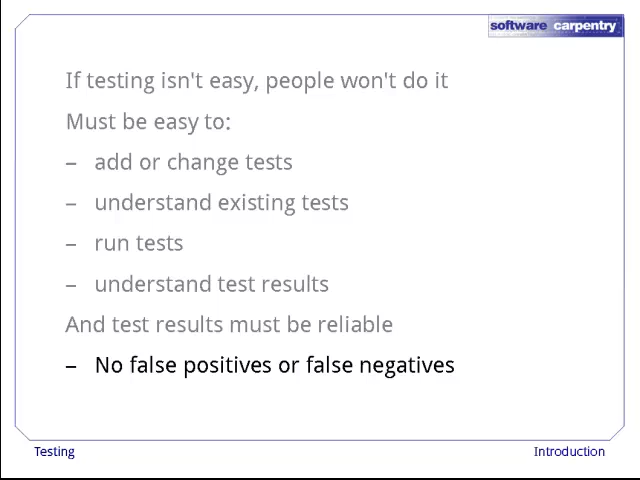 software carpentry
If testing isn't easy, people won't do it
Must be easy to:
– add or change tests
– understand existing tests
– run tests
– understand test results
And test results must be reliable
– No false positives or false negatives
Testing
Introduction